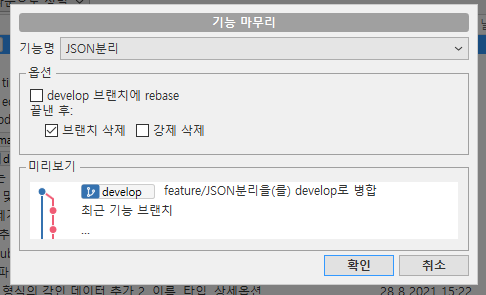 기능 마무리
기능명 JSON분리
옵션
develop 브랜치에 rebase
끝낸 후:
브랜치 삭제 강제 삭제
미리보기
develop feature/JSON분리을(를) develop로 병합
최근 기능 브랜치
...
확인 취소
형식의 각인 데이터 추가 2. 이름, 타입, 상세옵션 28 8 2021 15:22